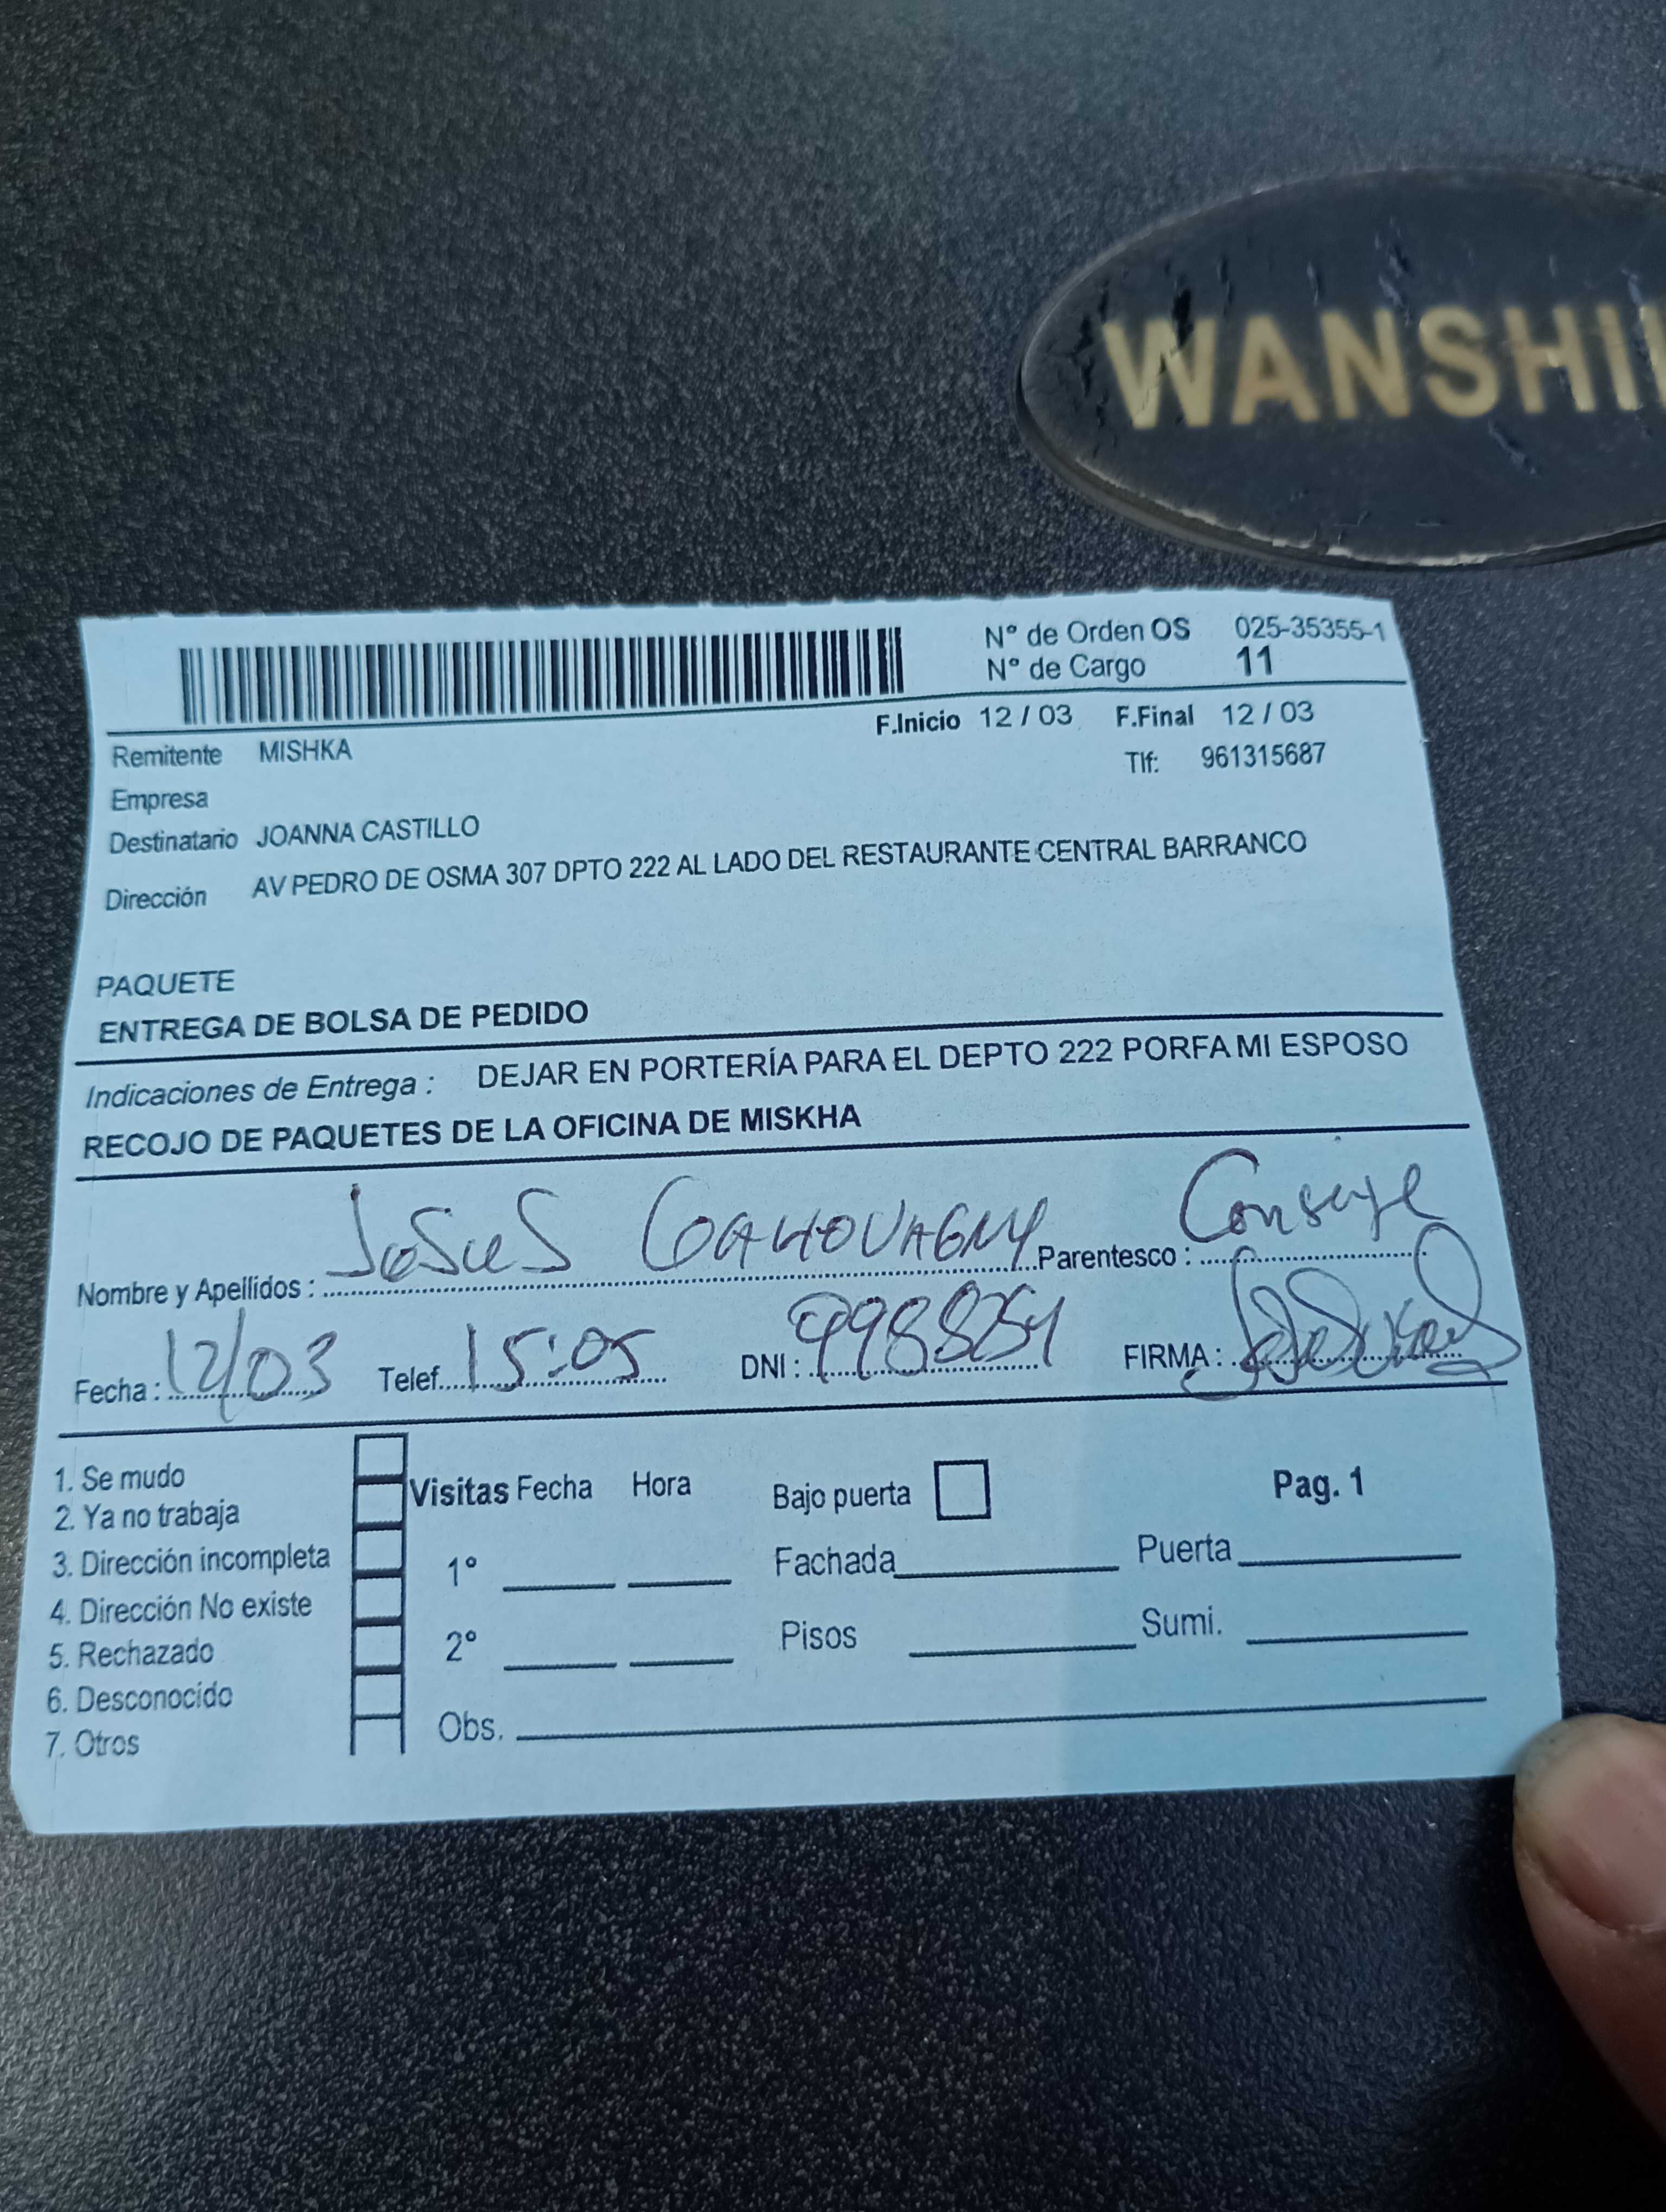 WANSHI
N° de Orden OS 025-35355-1
N° de Cargo 11
F.Inicio 12 / 03 F.Final 12 / 03
Remitente MISHKA
Tlf: 961315687
Empresa
Destinatario JOANNA CASTILLO
Dirección AV PEDRO DE OSMA 307 DPTO 222 AL LADO DEL RESTAURANTE CENTRAL BARRANCO
PAQUETE
ENTREGA DE BOLSA DE PEDIDO
Indicaciones de Entrega : DEJAR EN PORTERÍA PARA EL DEPTO 222 PORFA MI ESPOSO
RECOJO DE PAQUETES DE LA OFICINA DE MISKHA
Nombre y Apellidos : Jesus Parentesco : Conserje
Fecha : 12/03 Telef. 15:05 DNI : FIRMA :
1. Se mudo
2. Ya no trabaja
3. Dirección incompleta
4. Dirección No existe
5. Rechazado
6. Desconocido
7. Otros
Visitas Fecha Hora
1°
2°
Obs.
Bajo puerta
Pag. 1
Fachada Puerta
Pisos Sumi.